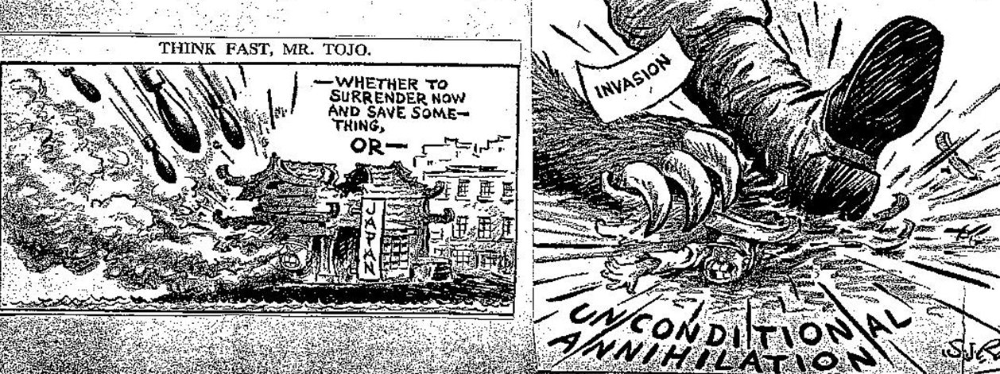 THINK FAST, MR. TOJO.
—WHETHER TO
SURRENDER NOW
AND SAVE SOME—
THING,
OR—
JAPAN
INVASION
UNCONDITIONAL
ANNIHILATION